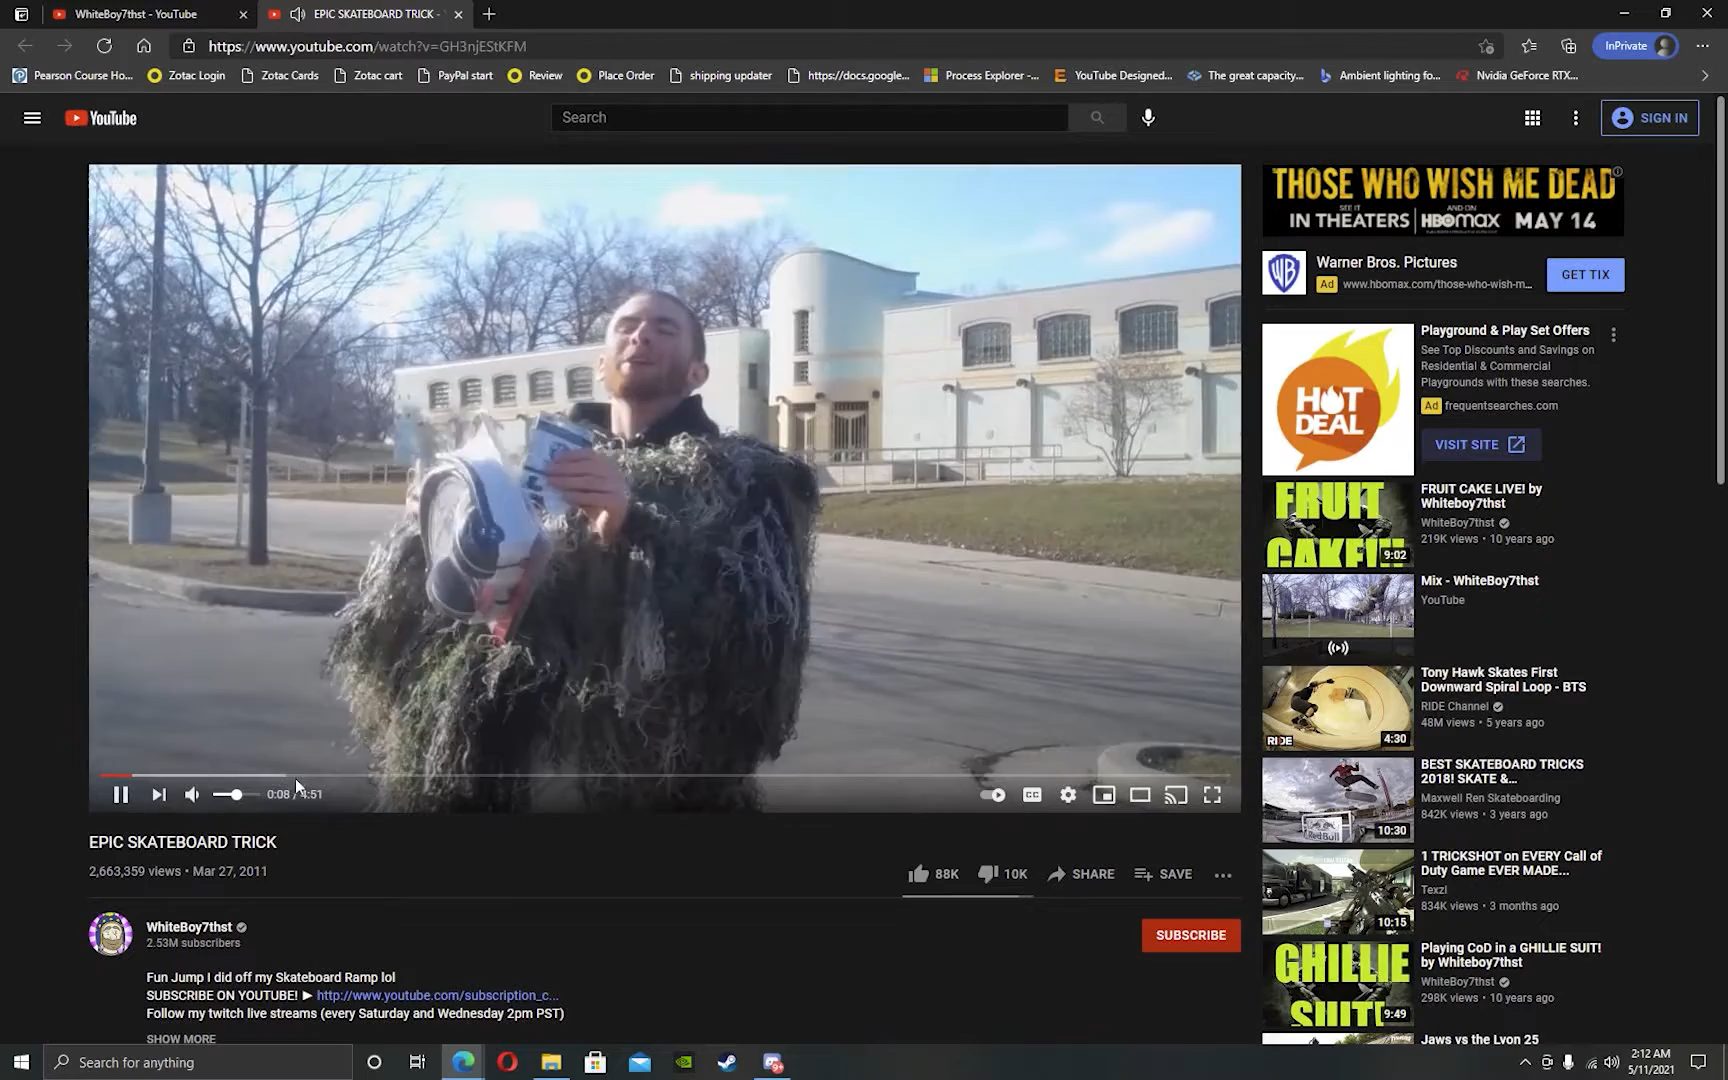 WhiteBoy7thst - YouTube
EPIC SKATEBOARD TRICK -
https://www.youtube.com/watch?v=GH3njEStKFM
InPrivate
Pearson Course Ho...
Zotac Login
Zotac Cards
Zotac cart
PayPal start
Review
Place Order
shipping updater
https://docs.google...
Process Explorer -...
YouTube Designed...
The great capacity...
Ambient lighting fo...
Nvidia GeForce RTX...
YouTube
Search
SIGN IN
THOSE WHO WISH ME DEAD
SEE IT
IN THEATERS
AND ON
HBOMAX
MAY 14
Warner Bros. Pictures
Ad www.hbomax.com/those-who-wish-m...
GET TIX
HOT
DEAL
Playground & Play Set Offers
See Top Discounts and Savings on
Residential & Commercial
Playgrounds with these searches.
Ad frequentsearches.com
VISIT SITE
FRUIT
CAKE!!!
9:02
FRUIT CAKE LIVE! by
Whiteboy7thst
WhiteBoy7thst
219K views • 10 years ago
Mix - WhiteBoy7thst
YouTube
RIDE
4:30
Tony Hawk Skates First
Downward Spiral Loop - BTS
RIDE Channel
48M views • 5 years ago
Red Bull
10:30
BEST SKATEBOARD TRICKS
2018! SKATE &...
Maxwell Ren Skateboarding
842K views • 3 years ago
10:15
1 TRICKSHOT on EVERY Call of
Duty Game EVER MADE...
Texzl
834K views • 3 months ago
GHILLIE
SUIT!
9:49
Playing CoD in a GHILLIE SUIT!
by Whiteboy7thst
WhiteBoy7thst
298K views • 10 years ago
Jaws vs the Lyon 25
0:08 / 4:51
CC
EPIC SKATEBOARD TRICK
2,663,359 views • Mar 27, 2011
88K
10K
SHARE
SAVE
WhiteBoy7thst
2.53M subscribers
SUBSCRIBE
Fun Jump I did off my Skateboard Ramp lol
SUBSCRIBE ON YOUTUBE! ► http://www.youtube.com/subscription_c...
Follow my twitch live streams (every Saturday and Wednesday 2pm PST)
SHOW MORE
Search for anything
2:12 AM
5/11/2021